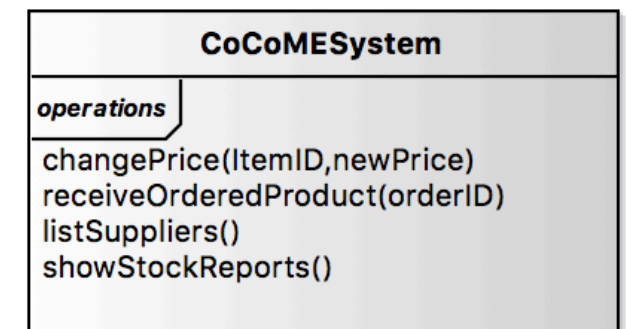 CoCoMESystem
operations
changePrice(ItemID,newPrice)
receiveOrderedProduct(orderID)
listSuppliers()
showStockReports()